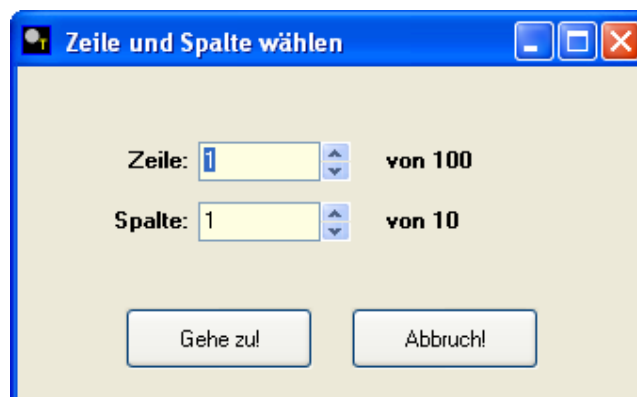 Zeile und Spalte wählen
Zeile: 1 von 100
Spalte: 1 von 10
Gehe zu! Abbruch!